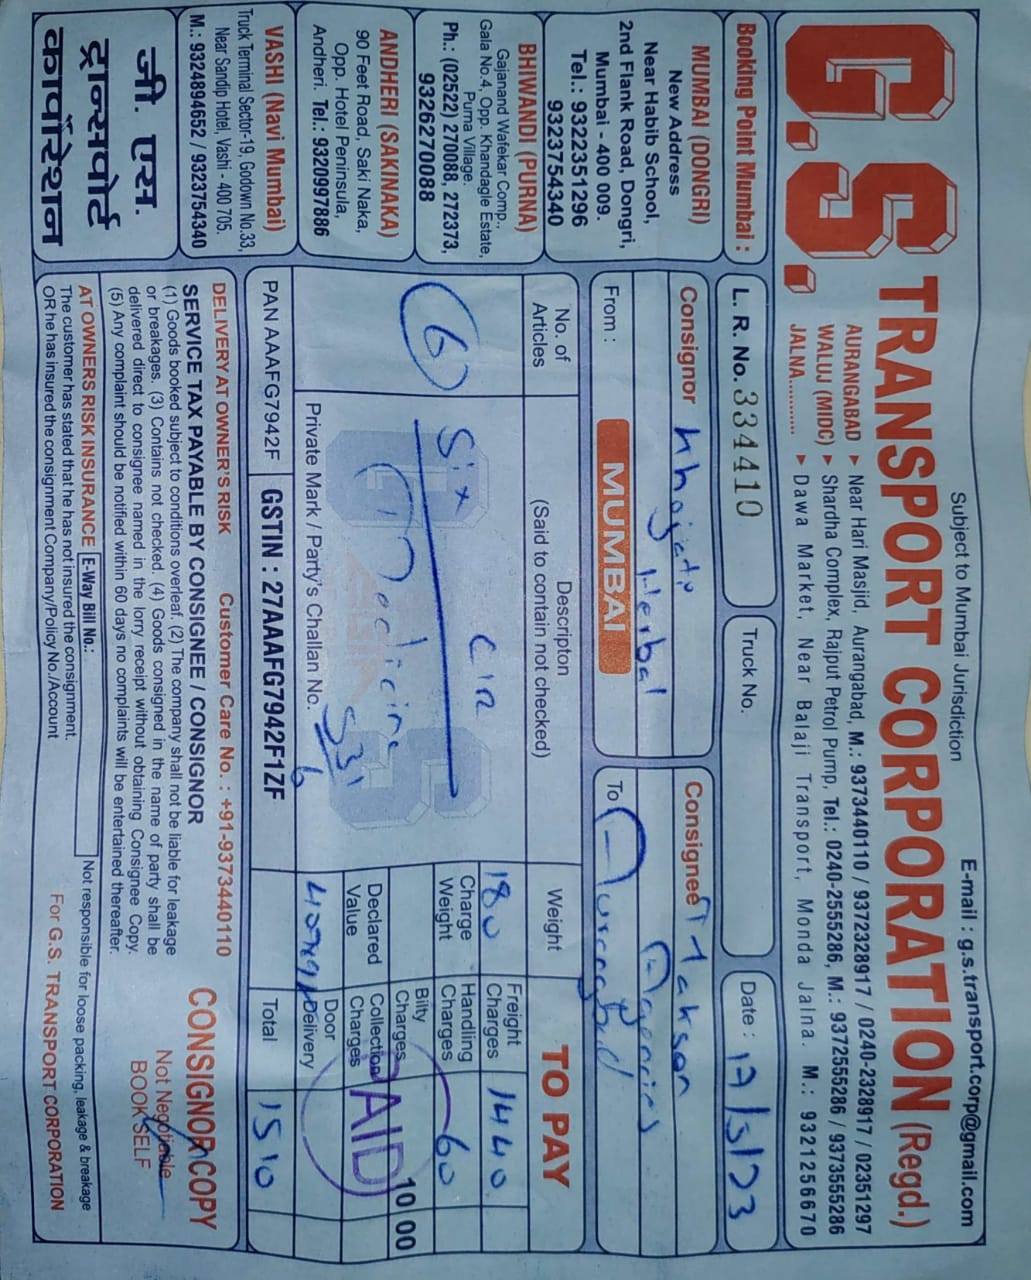 Subject to Mumbai Jurisdiction
E-mail : g.s.transport.corp@gmail.com
G.S. TRANSPORT CORPORATION (Regd.)
AURANGABAD ▸ Near Hari Masjid, Aurangabad, M.: 9373440110 / 9372328917 / 0240-2328917 / 02351297
WALUJ (MIDC) ▸ Shardha Complex, Rajput Petrol Pump, Tel.: 0240-2555286, M.: 9372555286 / 9373555286
JALNA........... ▸ Dawa Market, Near Balaji Transport, Monda Jalna. M.: 9321256670
Booking Point Mumbai :
MUMBAI (DONGRI)
New Address
Near Habib School,
2nd Flank Road, Dongri,
Mumbai - 400 009.
Tel.: 9322351296
9323754340
BHIWANDI (PURNA)
Gajanand Wafekar Comp.,
Gala No.4, Opp. Khandagle Estate,
Purna Village.
Ph.: (02522) 270088, 272373,
9326270088
ANDHERI (SAKINAKA)
90 Feet Road, Saki Naka,
Opp. Hotel Peninsula,
Andheri. Tel.: 9320997886
VASHI (Navi Mumbai)
Truck Terminal Sector-19, Godown No.33,
Near Sandip Hotel, Vashi - 400 705.
M.: 9324894652 / 9323754340
जी. एस.
ट्रान्सपोर्ट
कार्पोरेशन
L. R. No. 334410
Truck No.
Date : 12/5/23
Consignor Khojati Herbal
Consignee Maksons Agencies
From : MUMBAI
To Aurangabad
No. of Articles
Descripton
(Said to contain not checked)
Weight
TO PAY
6
Six
Medicine
180
Charge Weight
Declared Value
Freight Charges 1440
Handling Charges 60
Bilty Charges 10 00
Collection Charges
Door Delivery
PAID
Private Mark / Party's Challan No. 531
6
PAN AAAFG7942F
GSTIN : 27AAAFG7942F1ZF
Total 1510
DELIVERY AT OWNER'S RISK
Customer Care No. : +91-9373440110
SERVICE TAX PAYABLE BY CONSIGNEE / CONSIGNOR
(1) Goods booked subject to conditions overleaf. (2) The company shall not be liable for leakage
or breakages. (3) Contains not checked. (4) Goods consigned in the name of party shall be
delivered direct to consignee named in the lorry receipt without obtaining Consignee Copy.
(5) Any complaint should be notified within 60 days no complaints will be entertained thereafter.
CONSIGNOR COPY
Not Negotiable
BOOK SELF
AT OWNERS RISK INSURANCE E-Way Bill No.:
The customer has stated that he has not insured the consignment.
OR he has insured the consignment Company/Policy No./Account
Not responsible for loose packing, leakage & breakage
For G.S. TRANSPORT CORPORATION